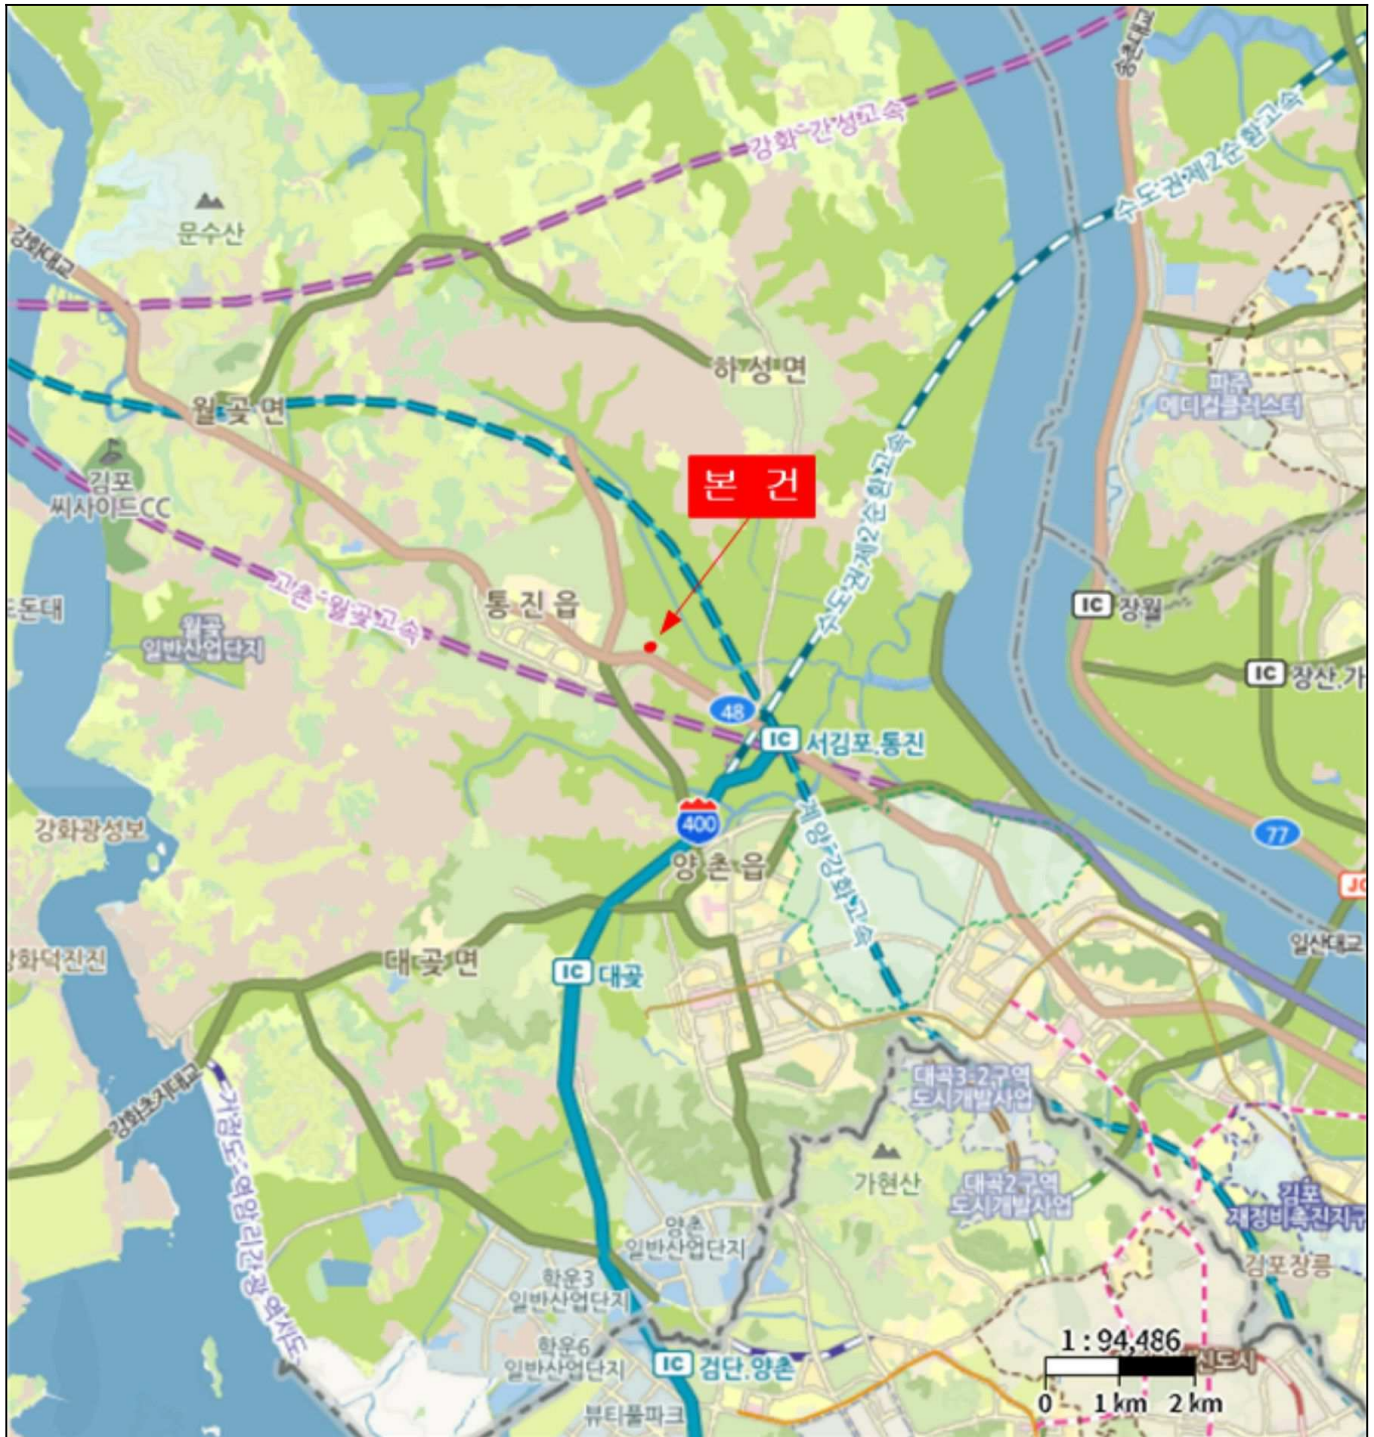 승촌대교
강화-간성고속
수도권제2순환고속
문수산
강화대교
하성면
파주
메디컬클러스터
월곶면
본 건
김포
씨사이드CC
수도권제2순환고속
고촌-월곶고속
통진읍
IC 장월
돈대
월곶
일반산업단지
IC 장산.가
48
IC 서김포.통진
400
계양-강화고속
강화광성보
77
양촌읍
JC
일산대교
화덕진진
대곶면
IC 대곶
강화초지대교
대곡3-2구역
도시개발사업
가현산
대곡2구역
도시개발사업
김포
재정비촉진지구
양촌
일반산업단지
김포장릉
학운3
일반산업단지
학운6
일반산업단지
1 : 94,486
신도시
IC 검단.양촌
0 1 km 2 km
뷰티풀파크